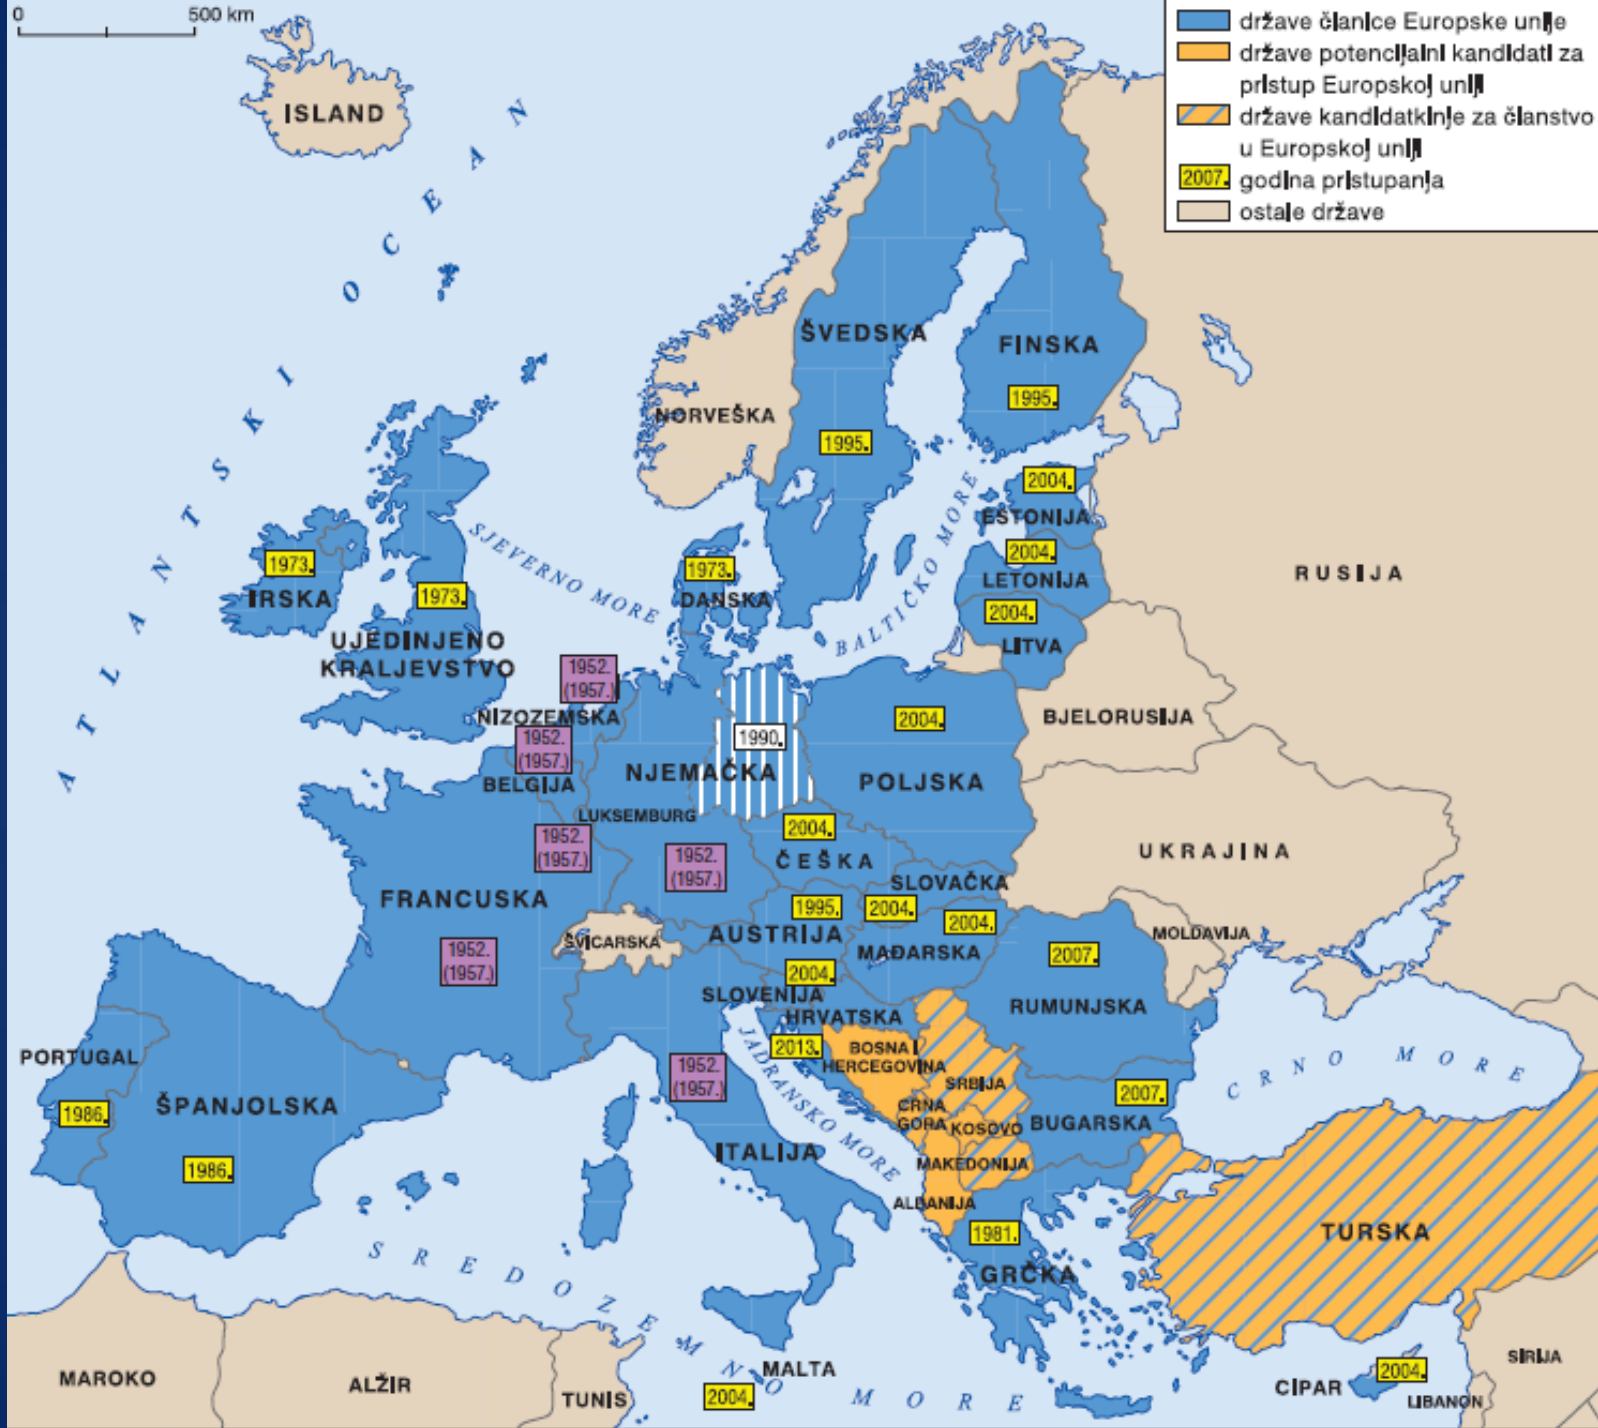 0 500 km
države članice Europske unije
države potencijalni kandidati za
pristup Europskoj uniji
države kandidatkinje za članstvo
u Europskoj uniji
2007. godina pristupanja
ostale države
ISLAND
ATLANTSKI OCEAN
ŠVEDSKA
FINSKA
1995.
NORVEŠKA
1995.
2004.
ESTONIJA
2004.
LETONIJA
2004.
LITVA
RUSIJA
SJEVERNO MORE
BALTIČKO MORE
1973.
IRSKA
1973.
UJEDINJENO
KRALJEVSTVO
1973.
DANSKA
1952.
(1957.)
NIZOZEMSKA
1952.
(1957.)
BELGIJA
1990.
NJEMAČKA
2004.
POLJSKA
BJELORUSIJA
LUKSEMBURG
1952.
(1957.)
1952.
(1957.)
2004.
ČEŠKA
UKRAJINA
SLOVAČKA
FRANCUSKA
1995.
2004.
2004.
AUSTRIJA
ŠVICARSKA
MAĐARSKA
MOLDAVIJA
1952.
(1957.)
2007.
2004.
SLOVENIJA
RUMUNJSKA
HRVATSKA
2013.
BOSNA I
HERCEGOVINA
JADRANSKO MORE
PORTUGAL
1952.
(1957.)
SRBIJA
CRNO MORE
1986.
ŠPANJOLSKA
CRNA
GORA
KOSOVO
2007.
BUGARSKA
1986.
ITALIJA
MAKEDONIJA
ALBANIJA
1981.
GRČKA
TURSKA
SREDOZEMNO MORE
MAROKO
ALŽIR
TUNIS
MALTA
2004.
CIPAR
2004.
LIBANON
SIRIJA